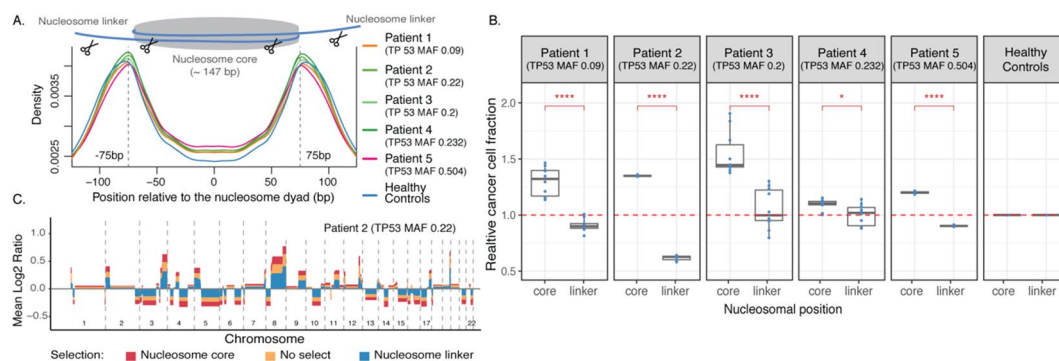 A.
Nucleosome linker
Nucleosome linker
Nucleosome core
(~ 147 bp)
Density
0.0035
0.0025
-75bp
75bp
-100
-50
0
50
100
Position relative to the nucleosome dyad (bp)
Patient 1
(TP 53 MAF 0.09)
Patient 2
(TP 53 MAF 0.22)
Patient 3
(TP 53 MAF 0.2)
Patient 4
(TP 53 MAF 0.232)
Patient 5
(TP 53 MAF 0.504)
Healthy
Controls
B.
Patient 1
(TP53 MAF 0.09)
Patient 2
(TP53 MAF 0.22)
Patient 3
(TP53 MAF 0.2)
Patient 4
(TP53 MAF 0.232)
Patient 5
(TP53 MAF 0.504)
Healthy
Controls
****
****
****
*
****
Realtive cancer cell fraction
2.0
1.5
1.0
0.5
core linker
core linker
core linker
core linker
core linker
core linker
Nucleosomal position
C.
Patient 2 (TP53 MAF 0.22)
Mean Log2 Ratio
1.0
0.5
0.0
−0.5
1 2 3 4 5 6 7 8 9 10 11 12 13 14 15 17 22
Chromosome
Selection: Nucleosome core No select Nucleosome linker